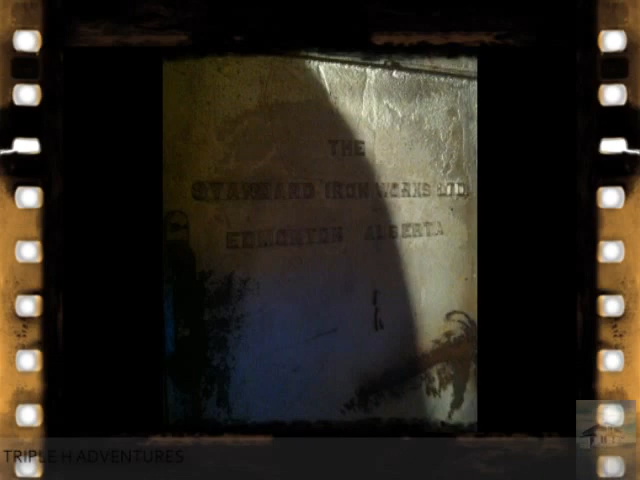 THE
STANDARD IRON WORKS LTD.
EDMONTON ALBERTA
TRIPLE H ADVENTURES